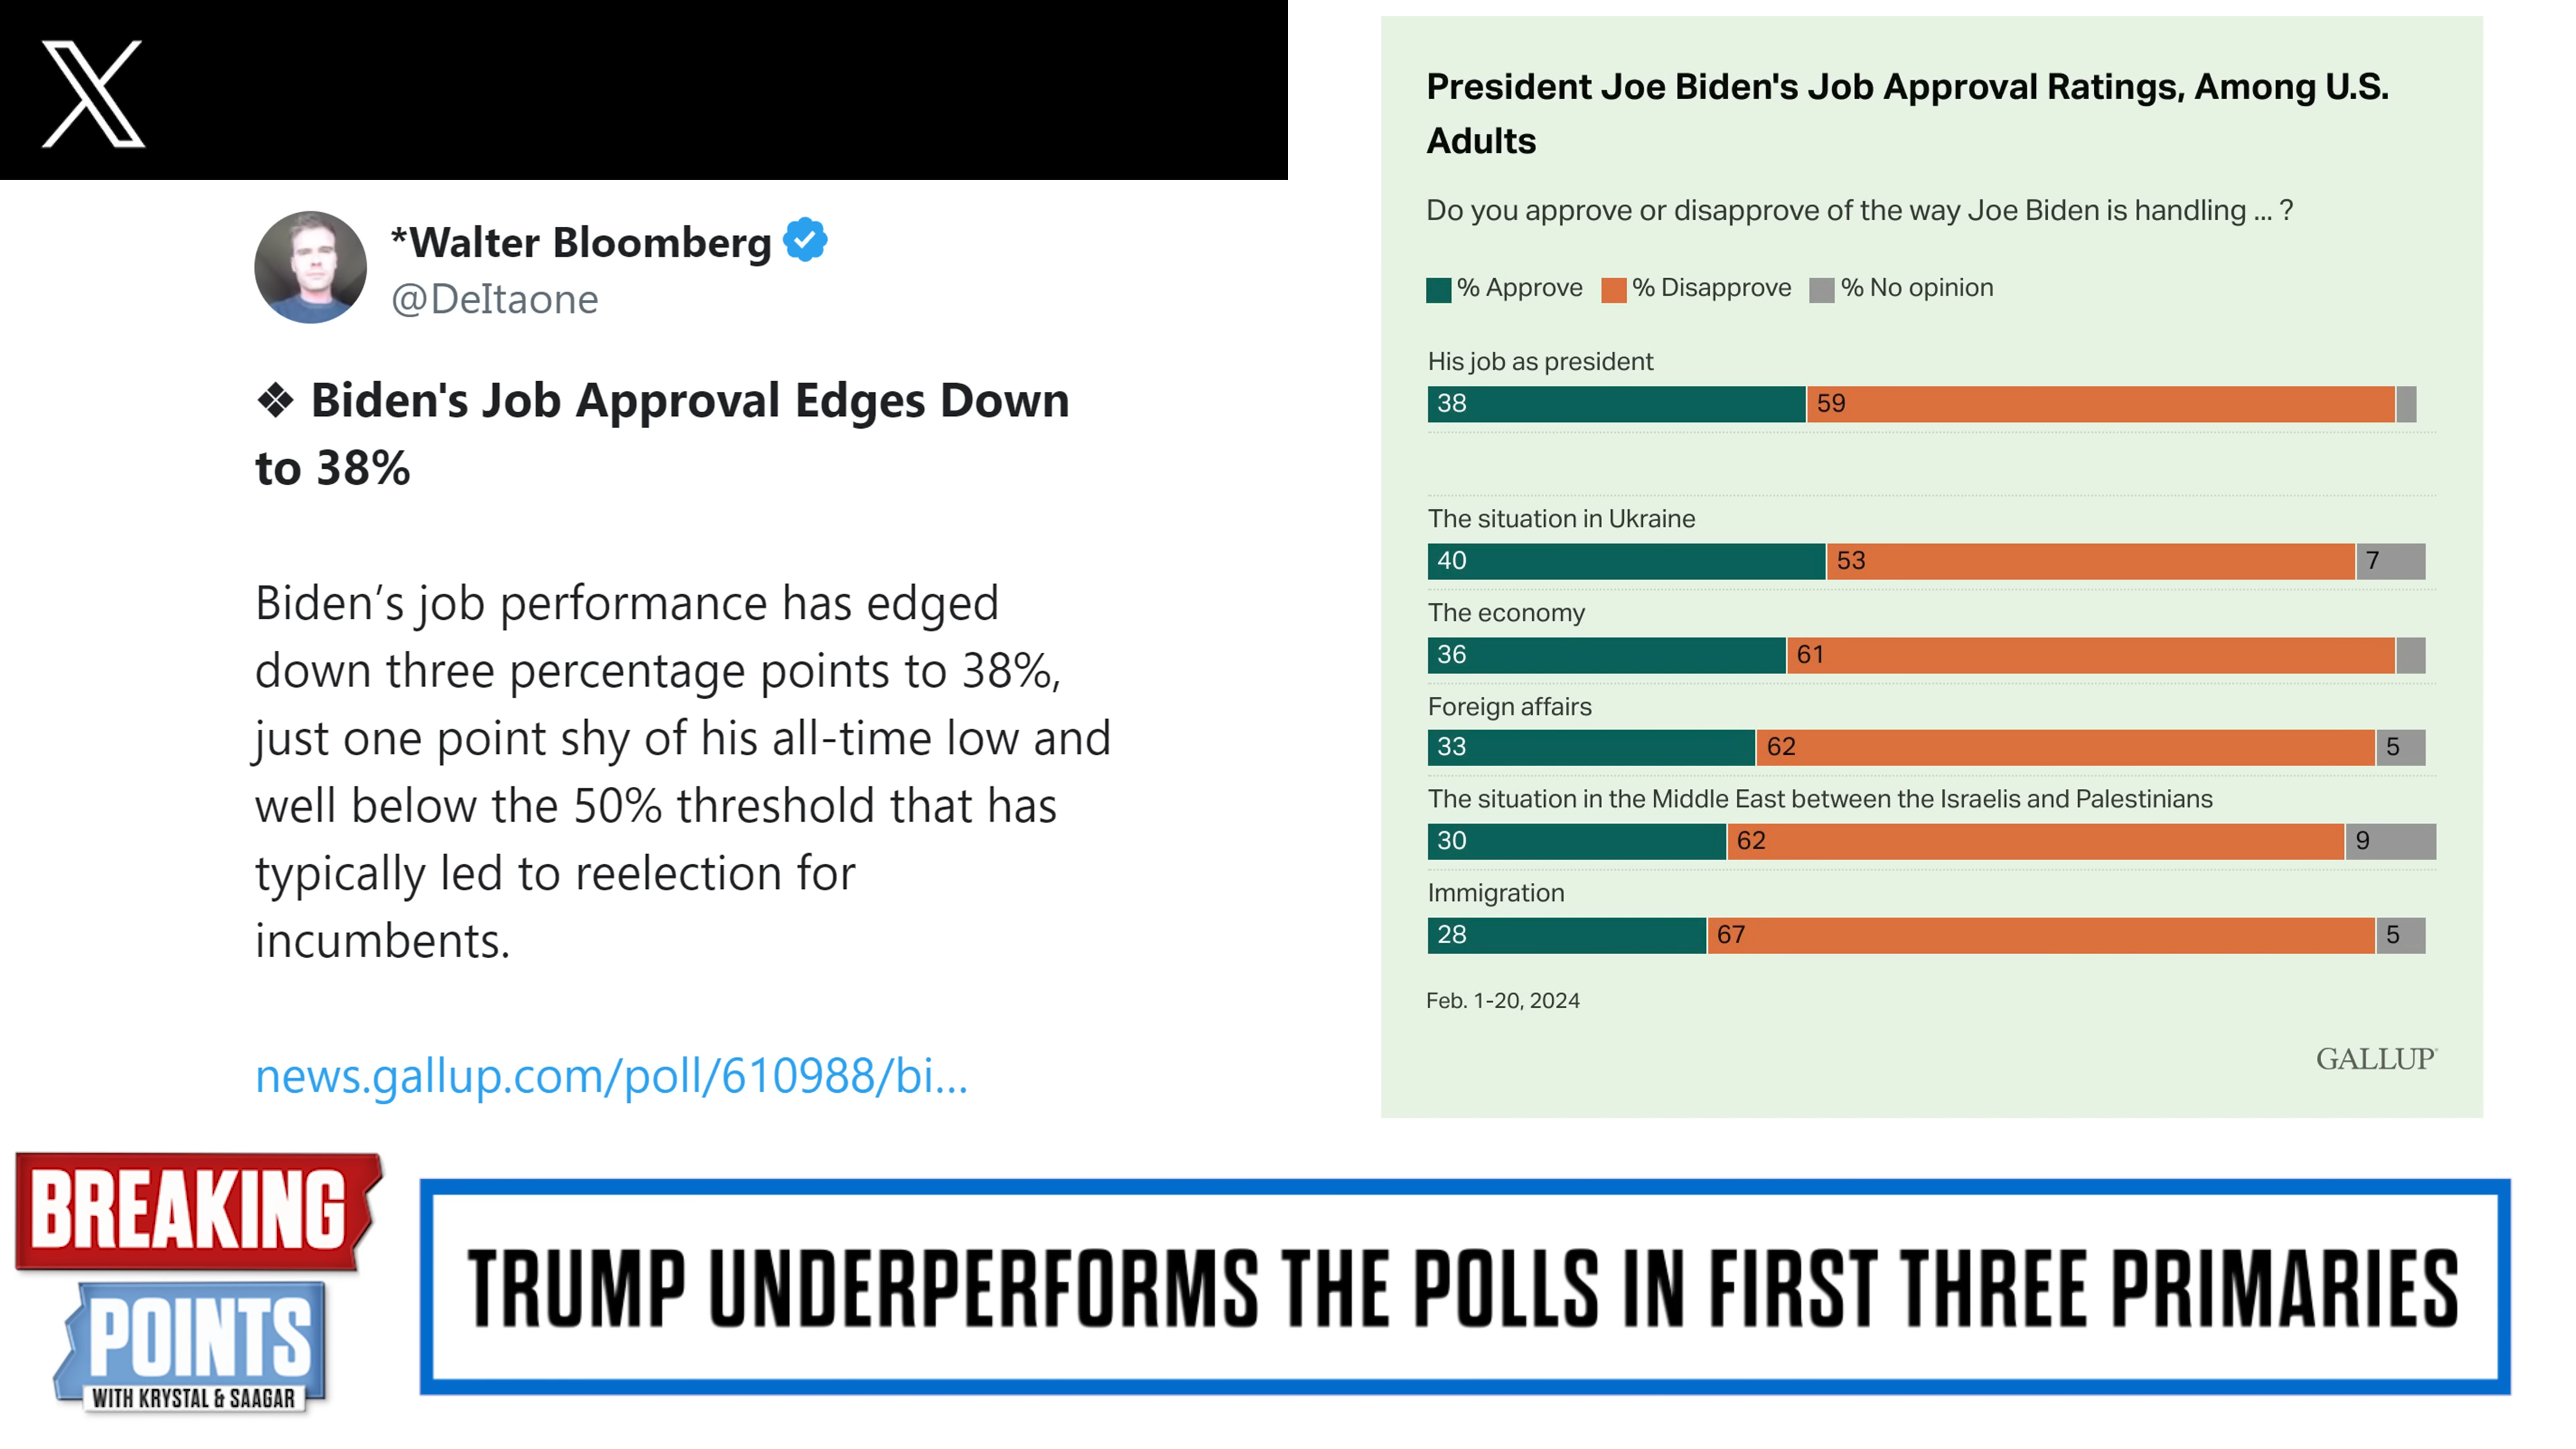 *Walter Bloomberg
@DeItaone
❖ Biden's Job Approval Edges Down
to 38%
Biden’s job performance has edged
down three percentage points to 38%,
just one point shy of his all-time low and
well below the 50% threshold that has
typically led to reelection for
incumbents.
news.gallup.com/poll/610988/bi...
President Joe Biden's Job Approval Ratings, Among U.S.
Adults
Do you approve or disapprove of the way Joe Biden is handling ... ?
% Approve % Disapprove % No opinion
His job as president
38 59
The situation in Ukraine
40 53 7
The economy
36 61
Foreign affairs
33 62 5
The situation in the Middle East between the Israelis and Palestinians
30 62 9
Immigration
28 67 5
Feb. 1-20, 2024
GALLUP
BREAKING
POINTS
WITH KRYSTAL & SAAGAR
TRUMP UNDERPERFORMS THE POLLS IN FIRST THREE PRIMARIES